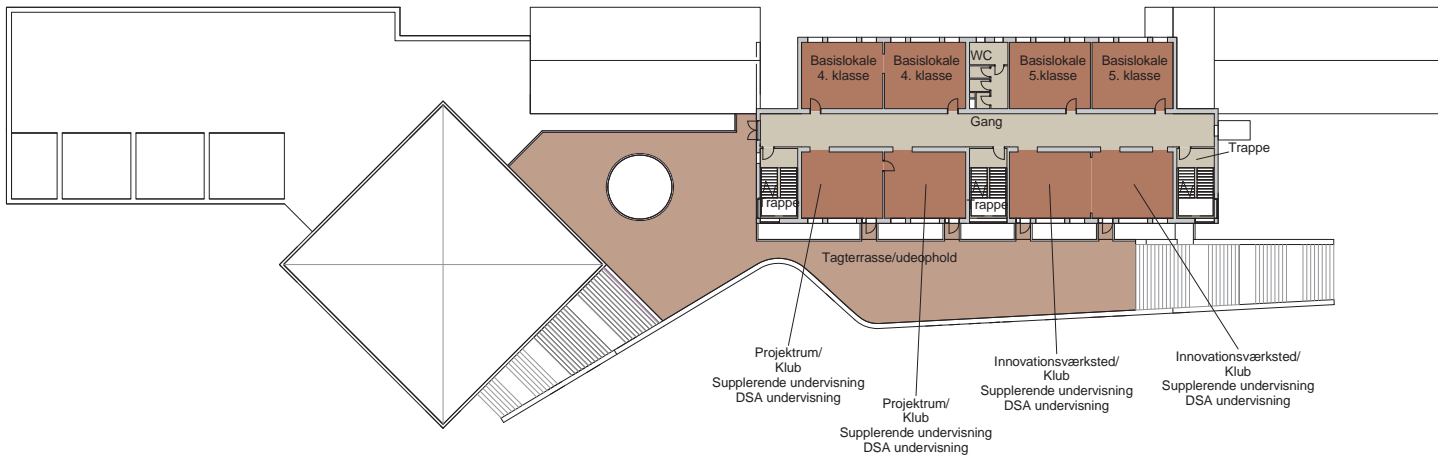 WC
Basislokale
4. klasse
Basislokale
4. klasse
Basislokale
5.klasse
Basislokale
5. klasse
Gang
Trappe
Trappe
Trappe
Tagterrasse/udeophold
Projektrum/
Klub
Supplerende undervisning
DSA undervisning
Projektrum/
Klub
Supplerende undervisning
DSA undervisning
Innovationsværksted/
Klub
Supplerende undervisning
DSA undervisning
Innovationsværksted/
Klub
Supplerende undervisning
DSA undervisning